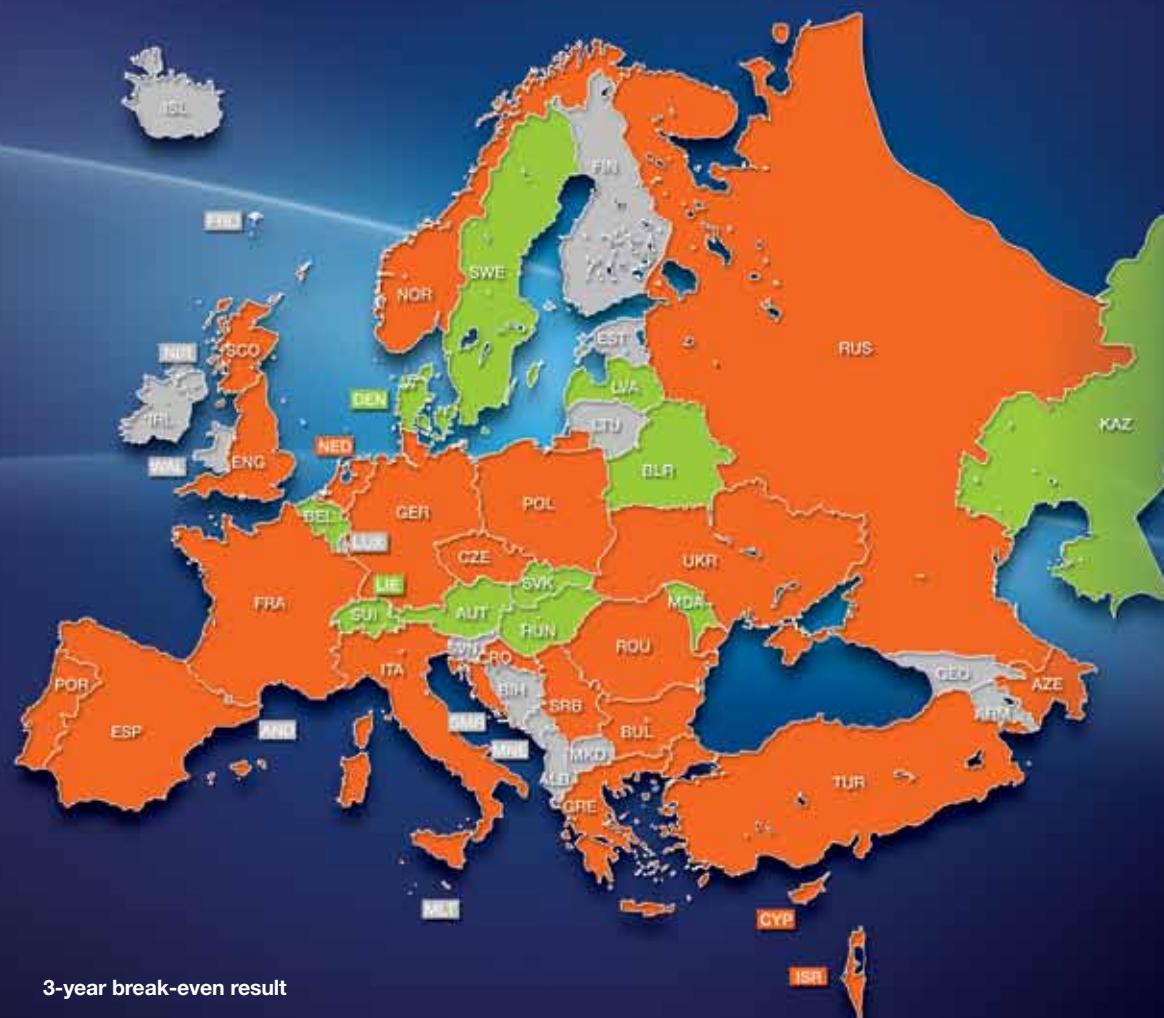 ISL
FIN
FRO
SWE
NOR
EST
RUS
NIR
SCO
LVA
DEN
KAZ
IRL
LTU
NED
WAL
ENG
BLR
POL
GER
BEL
LUX
CZE
UKR
LIE
SVK
FRA
SUI
AUT
MDA
HUN
ROU
SVN
CRO
ITA
GEO
POR
BIH
AZE
SRB
ARM
SMR
ESP
AND
BUL
MNE
MKD
ALB
TUR
GRE
MLT
CYP
ISR
3-year break-even result